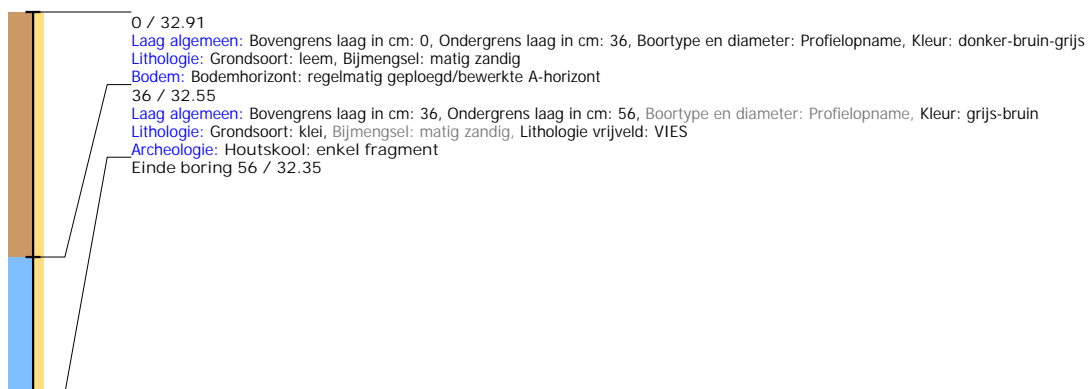 0 / 32.91
Laag algemeen: Bovengrens laag in cm: 0, Ondergrens laag in cm: 36, Boortype en diameter: Profielopname, Kleur: donker-bruin-grijs
Lithologie: Grondsoort: leem, Bijmengsel: matig zandig
Bodem: Bodemhorizont: regelmatig geploegd/bewerkte A-horizont
36 / 32.55
Laag algemeen: Bovengrens laag in cm: 36, Ondergrens laag in cm: 56, Boortype en diameter: Profielopname, Kleur: grijs-bruin
Lithologie: Grondsoort: klei, Bijmengsel: matig zandig, Lithologie vrijveld: VIES
Archeologie: Houtskool: enkel fragment
Einde boring 56 / 32.35